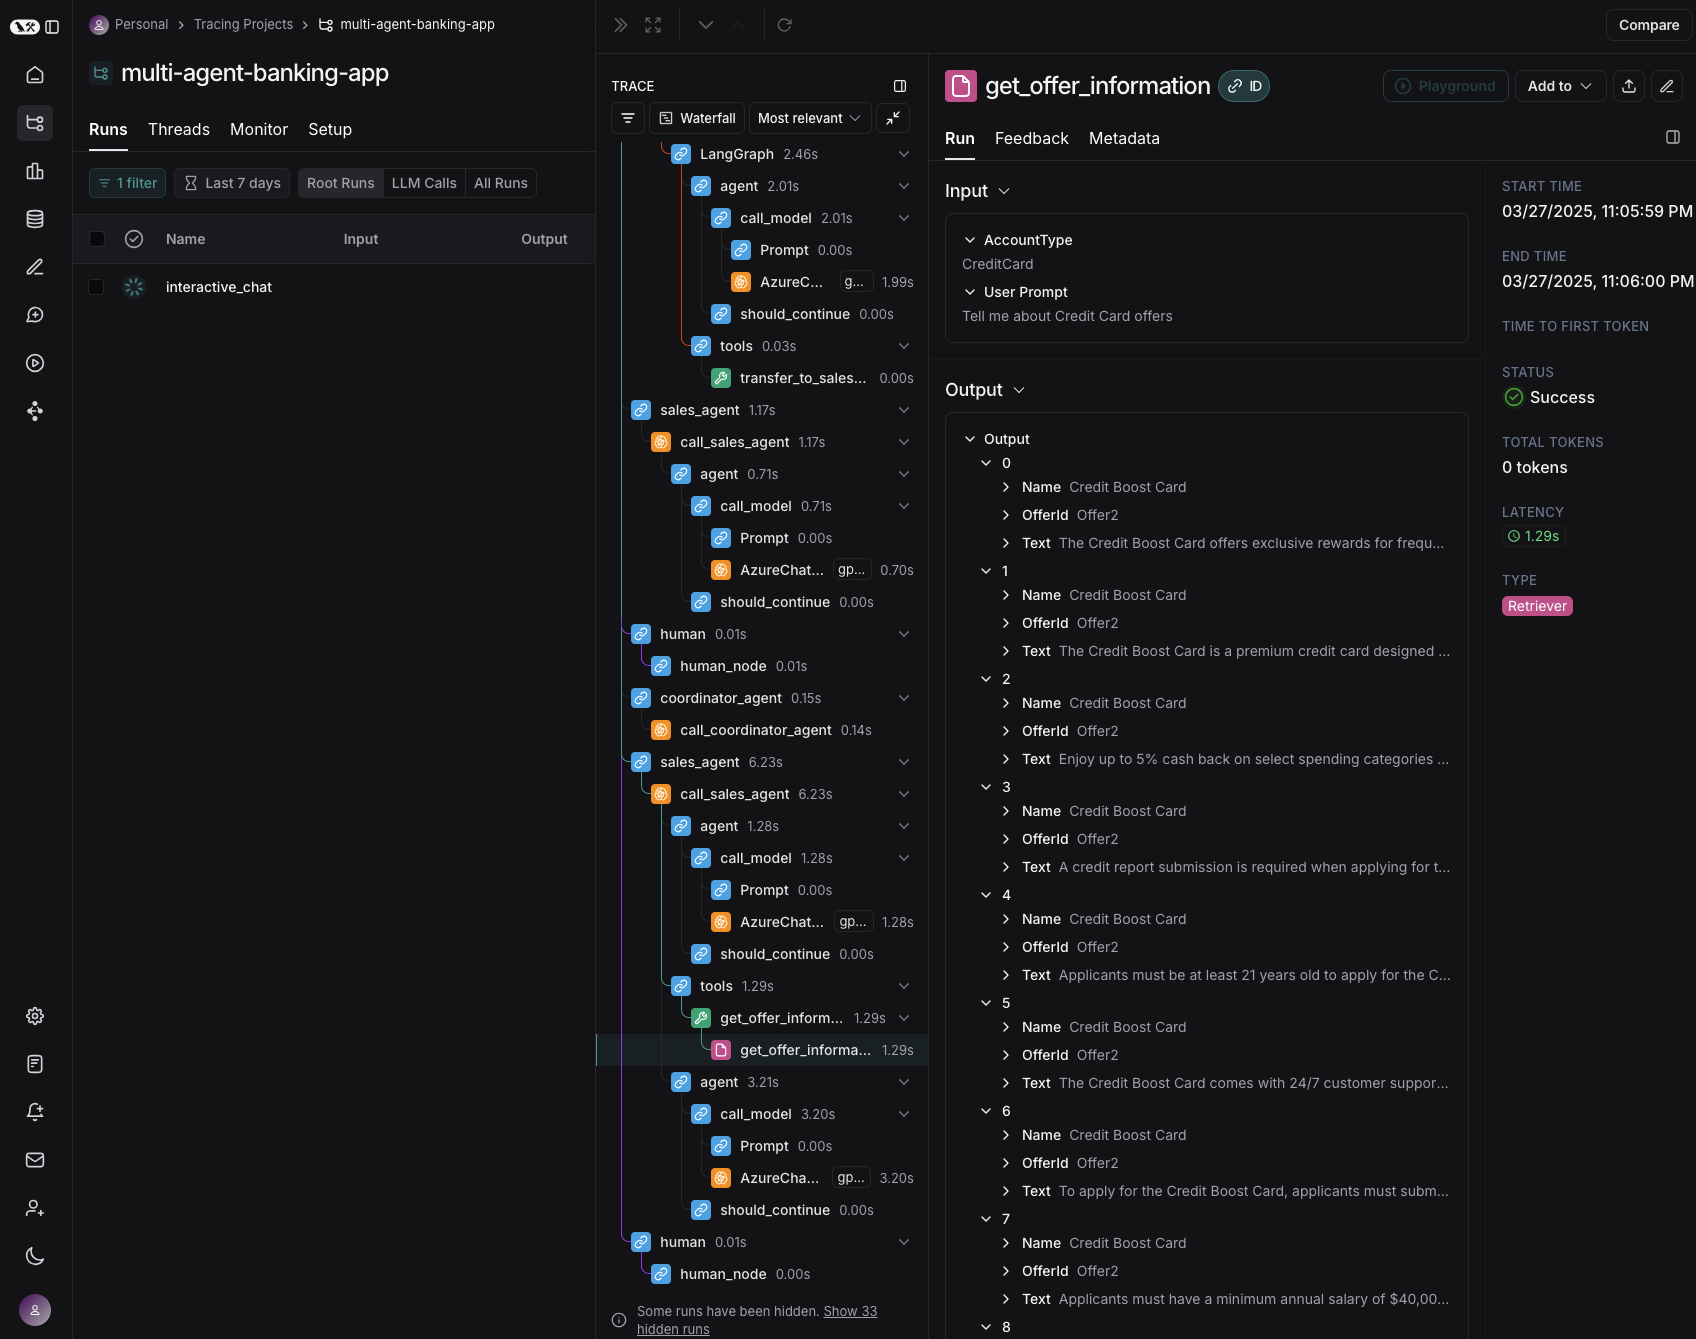 Personal > Tracing Projects > multi-agent-banking-app
multi-agent-banking-app
Runs Threads Monitor Setup
1 filter Last 7 days Root Runs LLM Calls All Runs
Name Input Output
interactive_chat
Compare
TRACE
Waterfall Most relevant
LangGraph 2.46s
agent 2.01s
call_model 2.01s
Prompt 0.00s
AzureC... g... 1.99s
should_continue 0.00s
tools 0.03s
transfer_to_sales... 0.00s
sales_agent 1.17s
call_sales_agent 1.17s
agent 0.71s
call_model 0.71s
Prompt 0.00s
AzureChat... gp... 0.70s
should_continue 0.00s
human 0.01s
human_node 0.01s
coordinator_agent 0.15s
call_coordinator_agent 0.14s
sales_agent 6.23s
call_sales_agent 6.23s
agent 1.28s
call_model 1.28s
Prompt 0.00s
AzureChat... gp... 1.28s
should_continue 0.00s
tools 1.29s
get_offer_inform... 1.29s
get_offer_informa... 1.29s
agent 3.21s
call_model 3.20s
Prompt 0.00s
AzureCha... gp... 3.20s
should_continue 0.00s
human 0.01s
human_node 0.00s
Some runs have been hidden. Show 33
hidden runs
get_offer_information ID
Playground Add to
Run Feedback Metadata
Input
AccountType
CreditCard
User Prompt
Tell me about Credit Card offers
Output
Output
0
Name Credit Boost Card
OfferId Offer2
Text The Credit Boost Card offers exclusive rewards for frequ...
1
Name Credit Boost Card
OfferId Offer2
Text The Credit Boost Card is a premium credit card designed ...
2
Name Credit Boost Card
OfferId Offer2
Text Enjoy up to 5% cash back on select spending categories ...
3
Name Credit Boost Card
OfferId Offer2
Text A credit report submission is required when applying for t...
4
Name Credit Boost Card
OfferId Offer2
Text Applicants must be at least 21 years old to apply for the C...
5
Name Credit Boost Card
OfferId Offer2
Text The Credit Boost Card comes with 24/7 customer suppor...
6
Name Credit Boost Card
OfferId Offer2
Text To apply for the Credit Boost Card, applicants must subm...
7
Name Credit Boost Card
OfferId Offer2
Text Applicants must have a minimum annual salary of $40,00...
8
START TIME
03/27/2025, 11:05:59 PM
END TIME
03/27/2025, 11:06:00 PM
TIME TO FIRST TOKEN
STATUS
Success
TOTAL TOKENS
0 tokens
LATENCY
1.29s
TYPE
Retriever